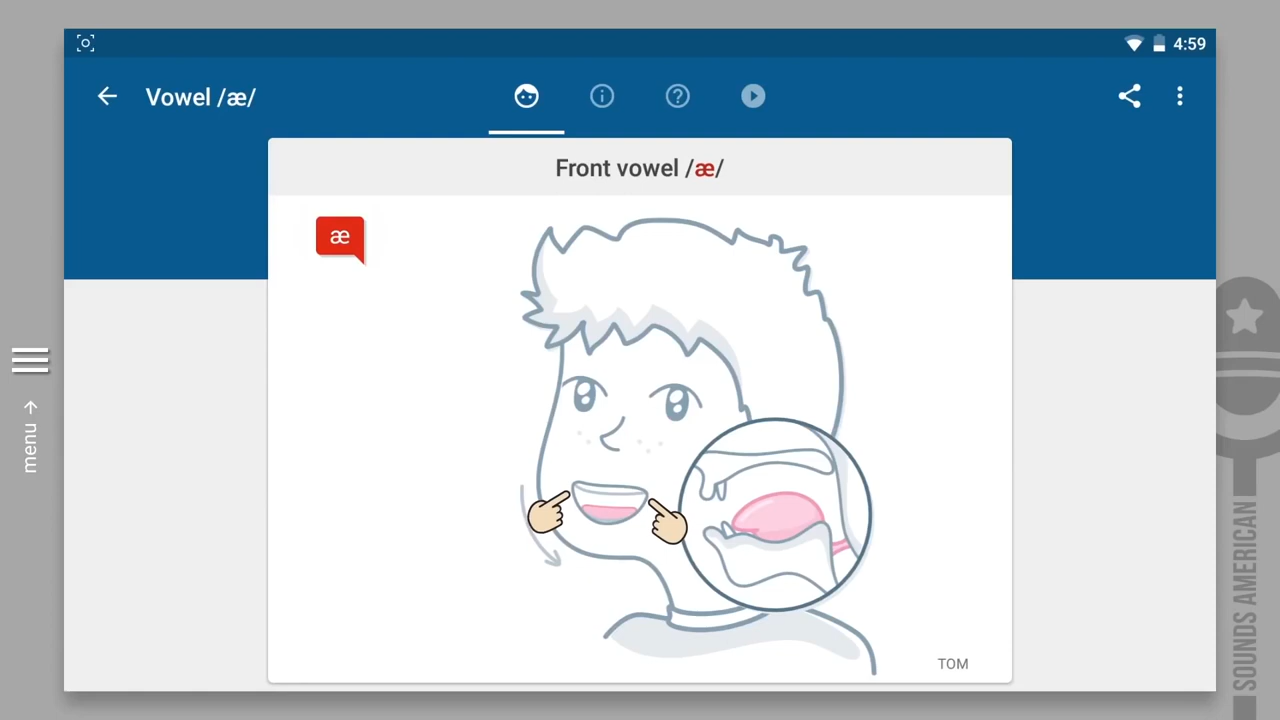 4:59
Vowel /æ/
Front vowel /æ/
æ
menu
TOM
SOUNDS AMERICAN